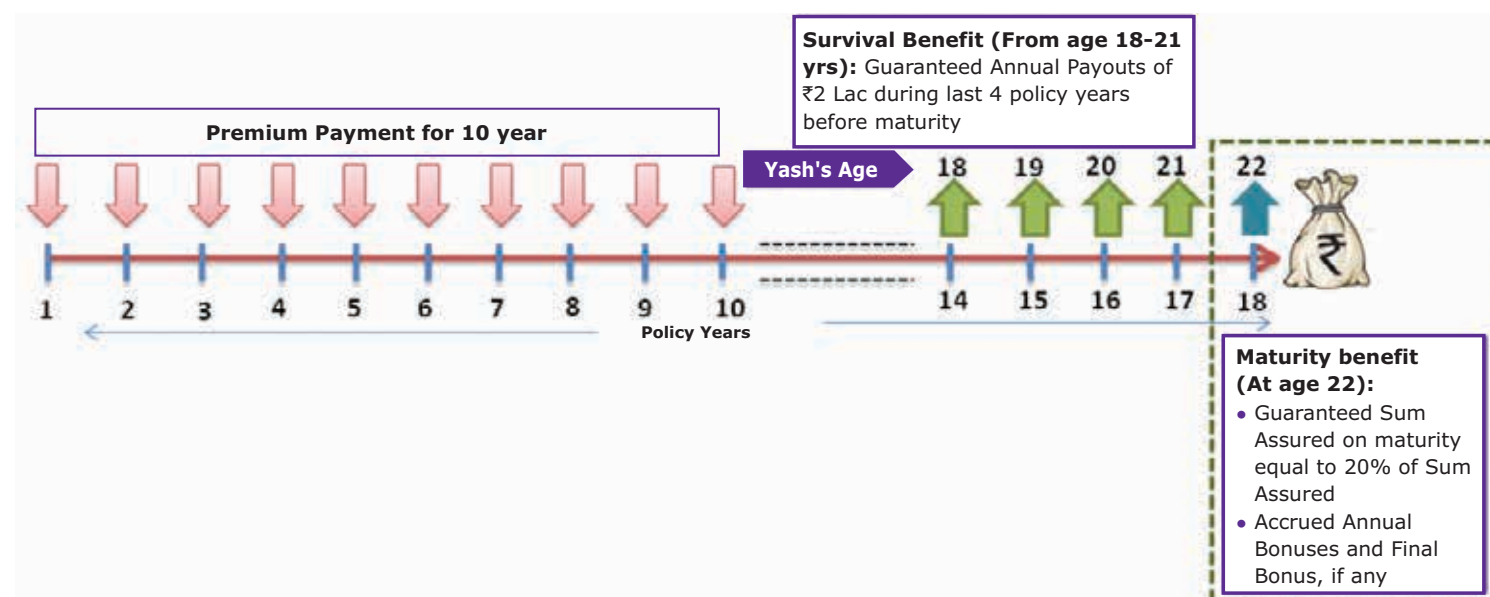 Survival Benefit (From age 18-21
yrs): Guaranteed Annual Payouts of
₹2 Lac during last 4 policy years
before maturity
Premium Payment for 10 year
Yash's Age
18 19 20 21 22
₹
1 2 3 4 5 6 7 8 9 10 14 15 16 17 18
Policy Years
Maturity benefit
(At age 22):
• Guaranteed Sum
Assured on maturity
equal to 20% of Sum
Assured
• Accrued Annual
Bonuses and Final
Bonus, if any